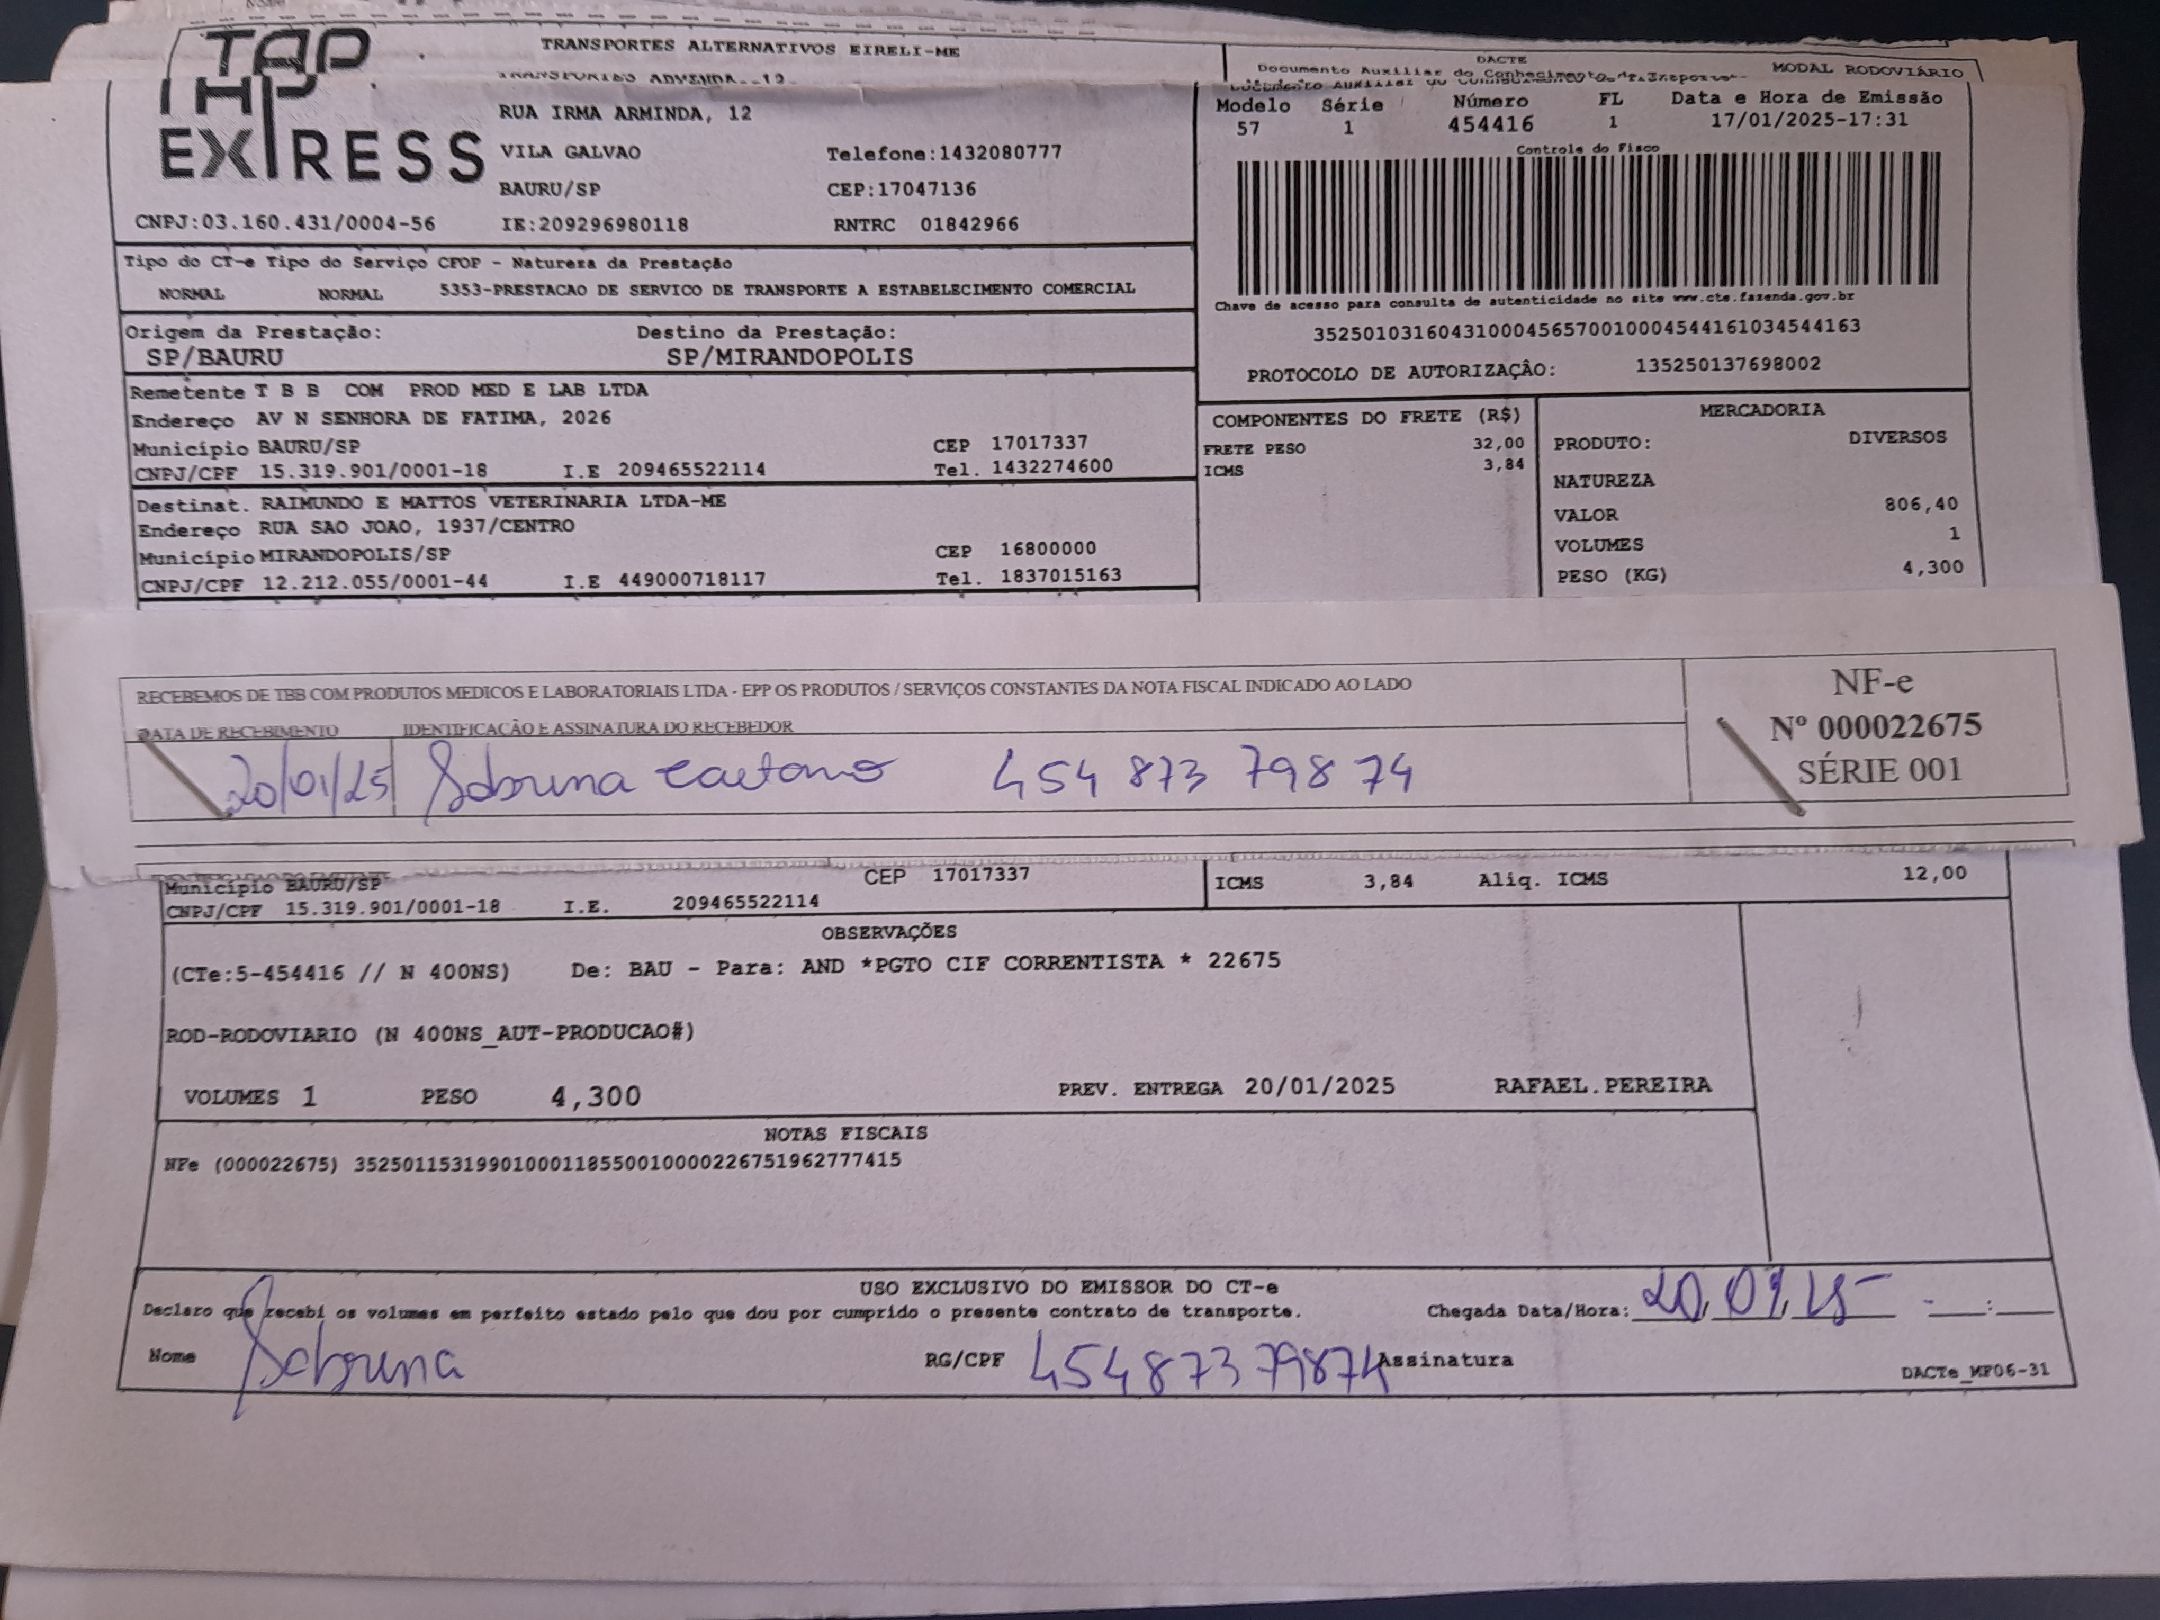 TRANSPORTES ALTERNATIVOS EIRELI-ME
TAP
EXPRESS
RUA IRMA ARMINDA, 12
VILA GALVAO Telefone:1432080777
BAURU/SP CEP:17047136
CNPJ:03.160.431/0004-56 IE:209296980118 RNTRC 01842966
DACTE
Documento Auxiliar do Conhecimento de Transporte MODAL RODOVIÁRIO
Modelo Série Número FL Data e Hora de Emissão
57 1 454416 1 17/01/2025-17:31
Controle do Fisco
Chave de acesso para consulta de autenticidade no site www.cte.fazenda.gov.br
35250103160431000456570010004544161034544163
PROTOCOLO DE AUTORIZAÇÂO: 135250137698002
Tipo do CT-e Tipo do Serviço CFOP - Natureza da Prestação
NORMAL NORMAL 5353-PRESTACAO DE SERVICO DE TRANSPORTE A ESTABELECIMENTO COMERCIAL
Origem da Prestação: Destino da Prestação:
SP/BAURU SP/MIRANDOPOLIS
Remetente T B B COM PROD MED E LAB LTDA
Endereço AV N SENHORA DE FATIMA, 2026
Município BAURU/SP CEP 17017337
CNPJ/CPF 15.319.901/0001-18 I.E 209465522114 Tel. 1432274600
Destinat. RAIMUNDO E MATTOS VETERINARIA LTDA-ME
Endereço RUA SAO JOAO, 1937/CENTRO
Município MIRANDOPOLIS/SP CEP 16800000
CNPJ/CPF 12.212.055/0001-44 I.E 449000718117 Tel. 1837015163
COMPONENTES DO FRETE (R$)
FRETE PESO 32,00
ICMS 3,84
MERCADORIA
PRODUTO: DIVERSOS
NATUREZA
VALOR 806,40
VOLUMES 1
PESO (KG) 4,300
RECEBEMOS DE TBB COM PRODUTOS MEDICOS E LABORATORIAIS LTDA - EPP OS PRODUTOS / SERVIÇOS CONSTANTES DA NOTA FISCAL INDICADO AO LADO
DATA DE RECEBIMENTO IDENTIFICAÇÃO E ASSINATURA DO RECEBEDOR
20/01/25 Sabrina Caetano 454 873 798 74
NF-e
Nº 000022675
SÉRIE 001
Município BAURU/SP CEP 17017337
CNPJ/CPF 15.319.901/0001-18 I.E. 209465522114
ICMS 3,84 Aliq. ICMS 12,00
OBSERVAÇÕES
(CTe:5-454416 // N 400NS) De: BAU - Para: AND *PGTO CIF CORRENTISTA * 22675
ROD-RODOVIARIO (N 400NS_AUT-PRODUCAO#)
VOLUMES 1 PESO 4,300 PREV. ENTREGA 20/01/2025 RAFAEL.PEREIRA
NOTAS FISCAIS
NFe (000022675) 35250115319901000118550010000226751962777415
USO EXCLUSIVO DO EMISSOR DO CT-e
Declaro que recebi os volumes em perfeito estado pelo que dou por cumprido o presente contrato de transporte. Chegada Data/Hora: 20, 01, 25 - :
Nome Sabrina RG/CPF 45487379874 Assinatura
DACTe_MF06-31